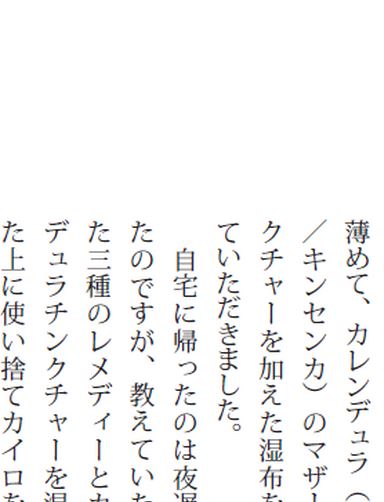 薄めて、カレンデュラ（
／キンセンカ）のマザ
クチャーを加えた湿布を
ていただきました。
自宅に帰ったのは夜遅
たのですが、教えていた
た三種のレメディーとカ
デュラチンクチャーを湿
た上に使い捨てカイロを